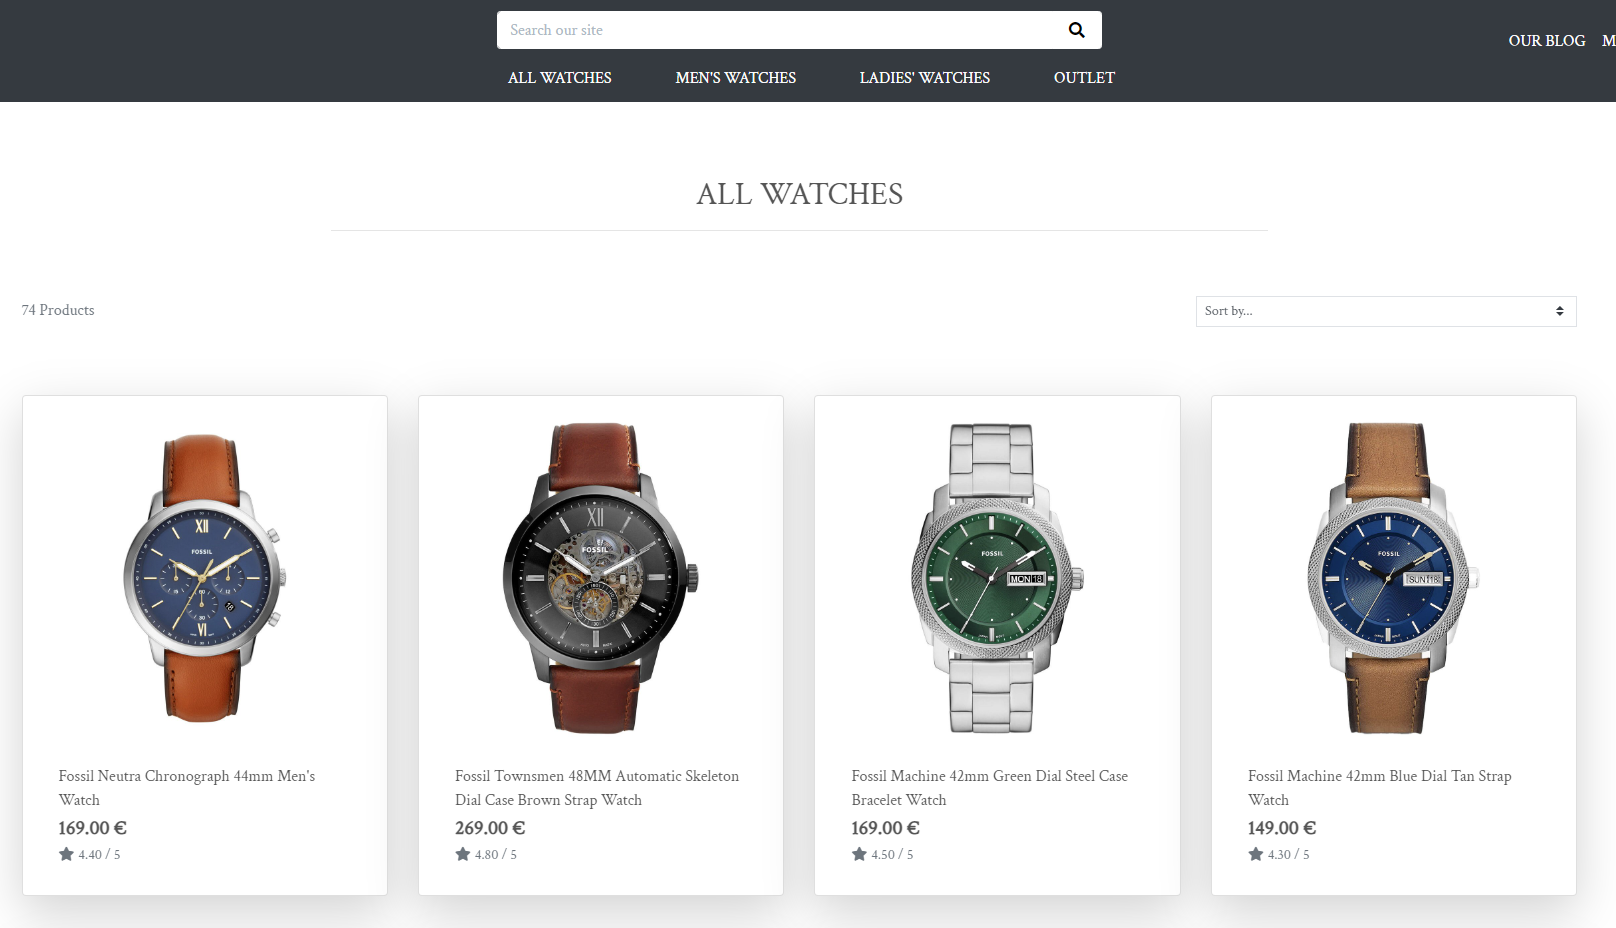 Search our site
OUR BLOG M
ALL WATCHES MEN'S WATCHES LADIES' WATCHES OUTLET
ALL WATCHES
74 Products
Sort by...
XII
FOSSIL
18
VI
XII
FOSSIL
FOSSIL
MON 18
FOSSIL
SUN 18
Fossil Neutra Chronograph 44mm Men's
Watch
169.00 €
4.40 / 5
Fossil Townsmen 48MM Automatic Skeleton
Dial Case Brown Strap Watch
269.00 €
4.80 / 5
Fossil Machine 42mm Green Dial Steel Case
Bracelet Watch
169.00 €
4.50 / 5
Fossil Machine 42mm Blue Dial Tan Strap
Watch
149.00 €
4.30 / 5